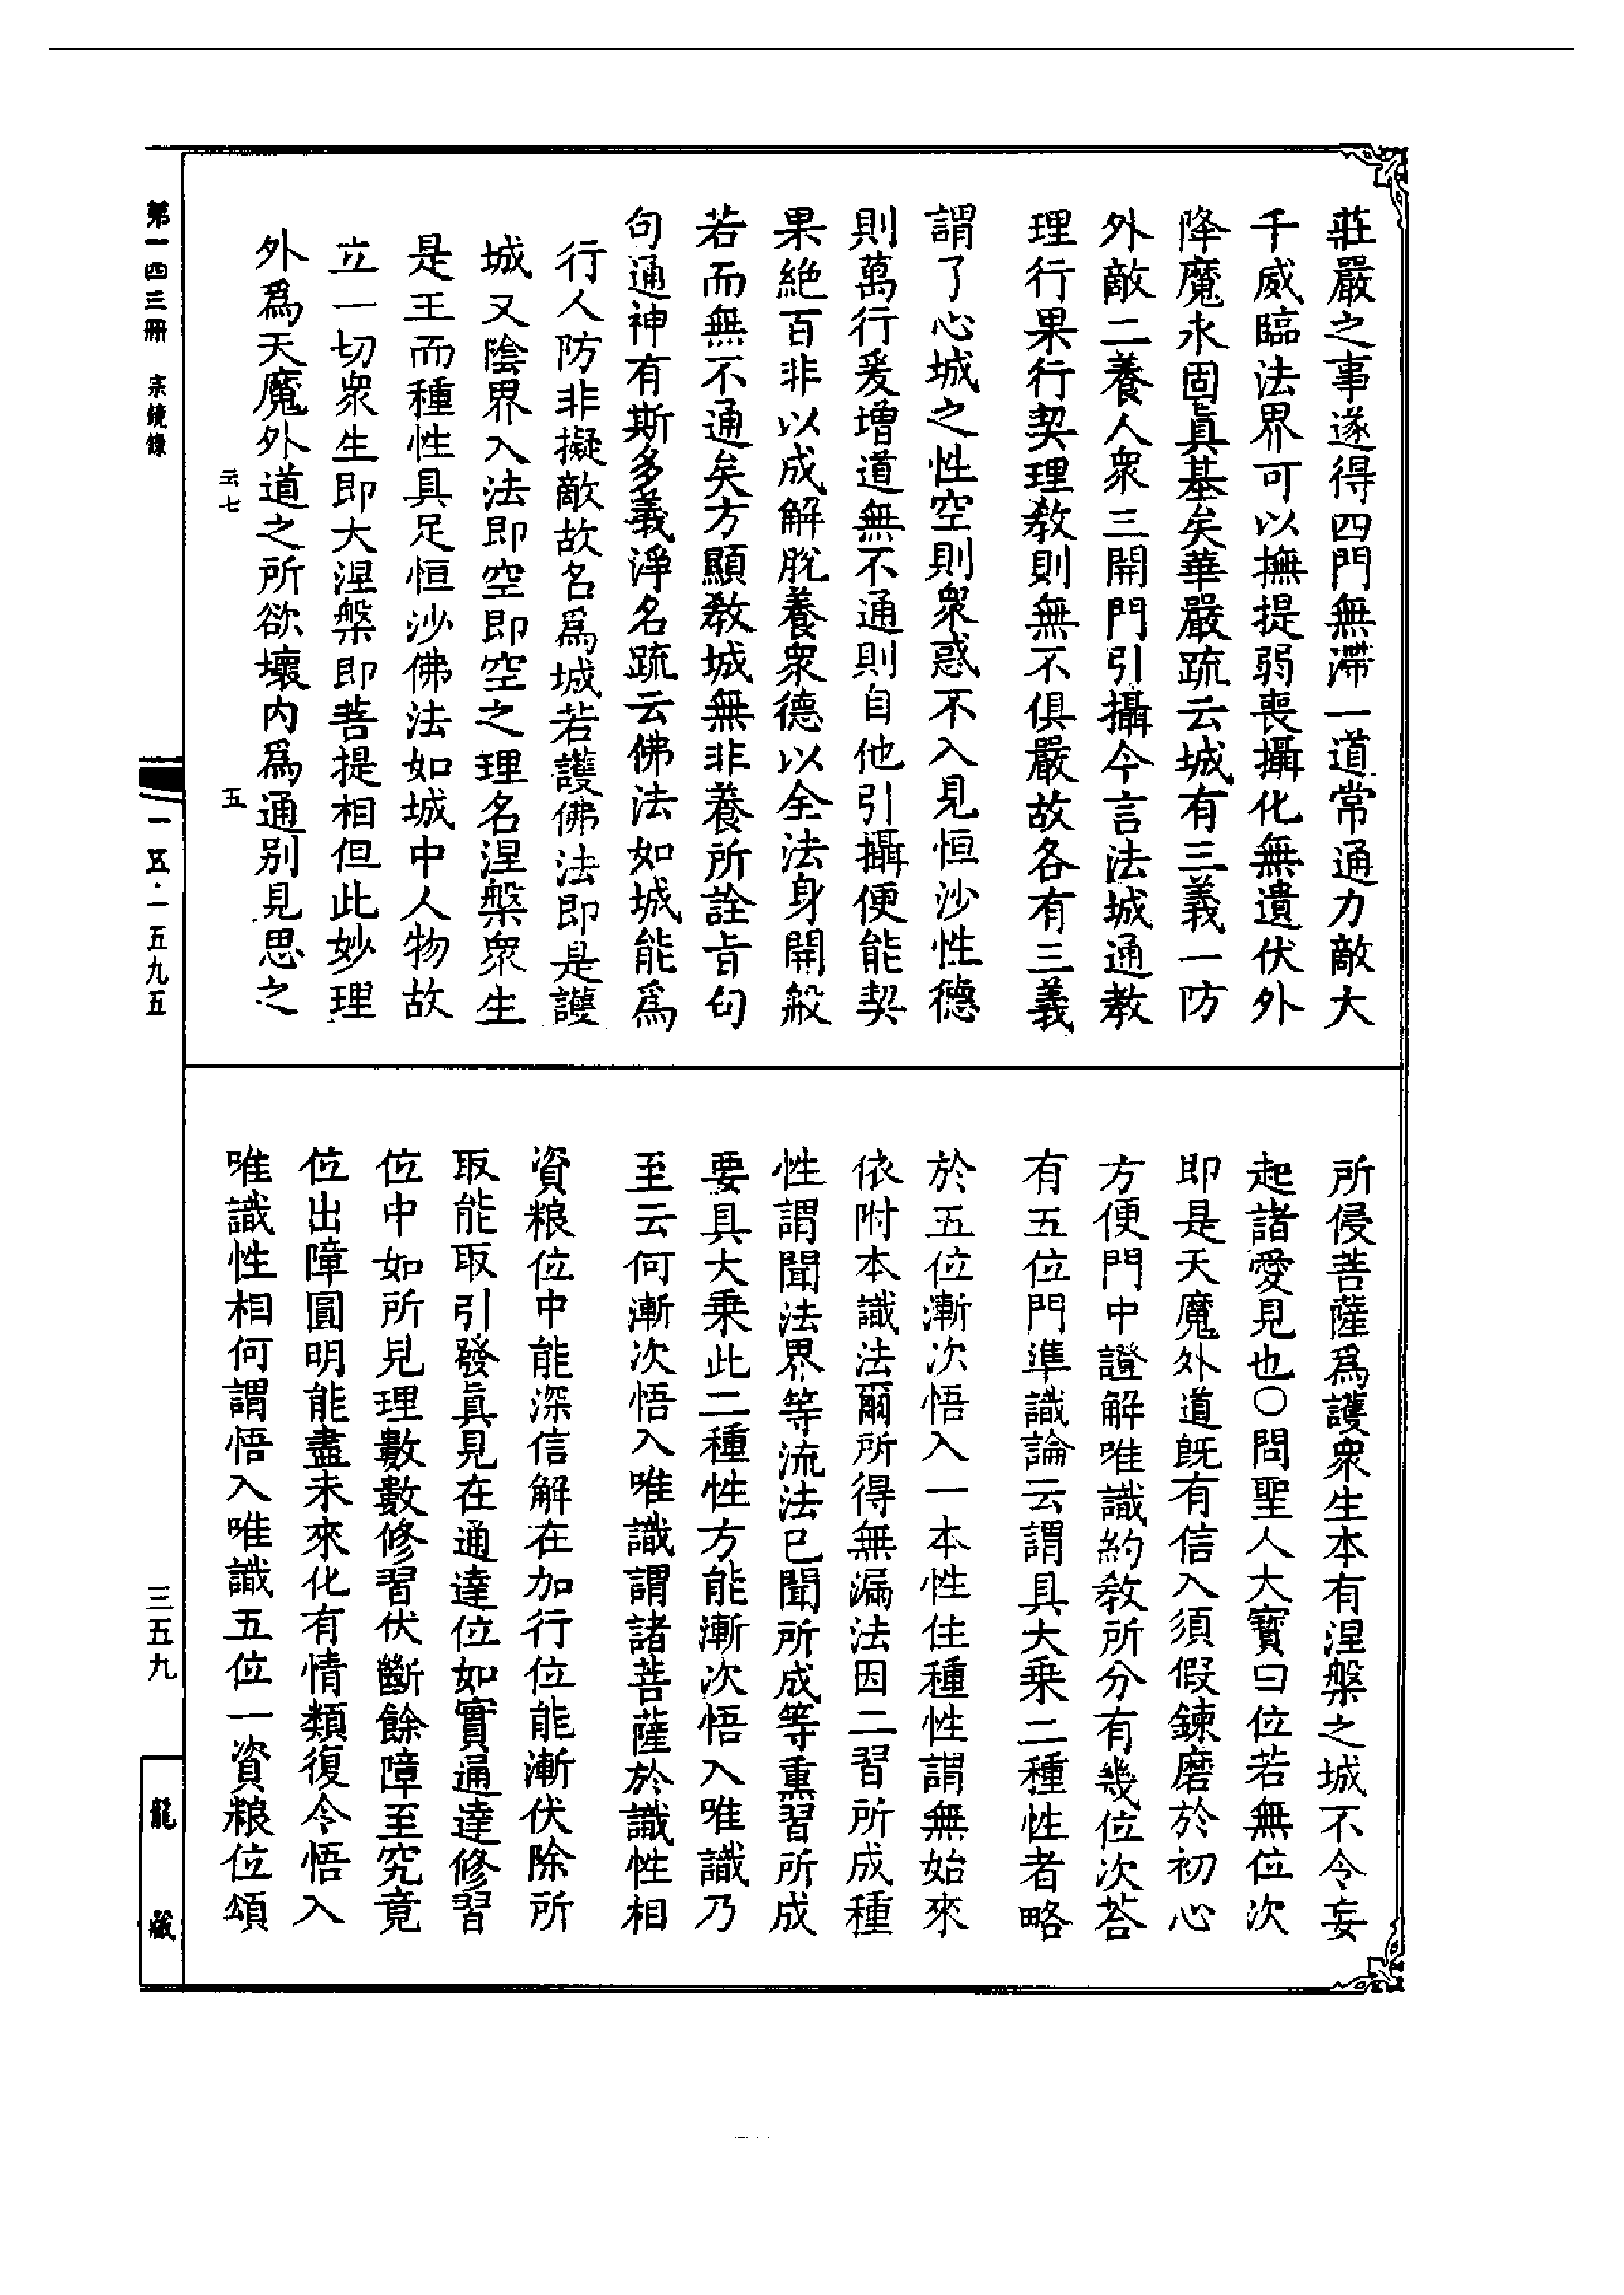 莊嚴之事遂得四門無滯一道常通力敵大
千威臨法界可以撫提弱喪攝化無遺伏外
降魔永固真基矣華嚴疏云城有三義一防
外敵二養人衆三開門引攝今言法城通教
理行果行契理教則無不俱嚴故各有三義
謂了心城之性空則衆惑不入見恒沙性德
則萬行爰增道無不通則自他引攝便能契
果絕百非以成解脫養衆德以全法身開般
若而無不通矣方顯教城無非養所詮旨句
句通神有斯多義淨名疏云佛法如城能爲
行人防非擬敵故名爲城若護佛法即是護
城又陰界入法即空即空之理名涅槃衆生
是王而種性具足恒沙佛法如城中人物故
立一切衆生即大涅槃即菩提相但此妙理
外爲天魔外道之所欲壞內爲通別見思之
云七
五
所侵菩薩爲護衆生本有涅槃之城不令妄
起諸愛見也○問聖人大寶曰位若無位次
即是天魔外道旣有信入須假鍊磨於初心
方便門中證解唯識約教所分有幾位次荅
有五位門準識論云謂具大乘二種性者略
於五位漸次悟入一本性住種性謂無始來
依附本識法爾所得無漏法因二習所成種
性謂聞法界等流法已聞所成等熏習所成
要具大乘此二種性方能漸次悟入唯識乃
至云何漸次悟入唯識謂諸菩薩於識性相
資粮位中能深信解在加行位能漸伏除所
取能取引發真見在通達位如實通達修習
位中如所見理數數修習伏斷餘障至究竟
位出障圓明能盡未來化有情類復令悟入
唯識性相何謂悟入唯識五位一資粮位頌
第一四三冊　宗鏡錄
一五·一五九五
三五九
龍藏